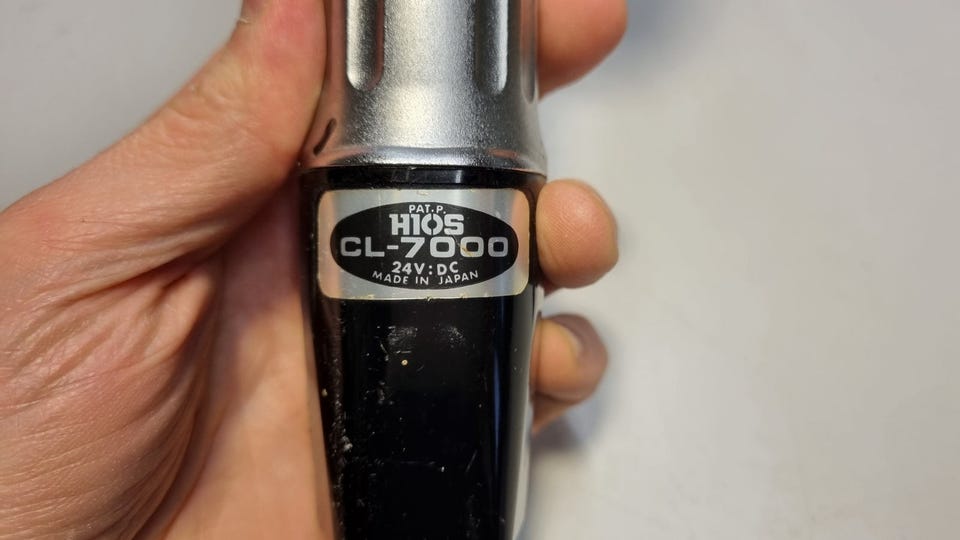 PAT.P.
HIOS
CL-7000
24V:DC
MADE IN JAPAN